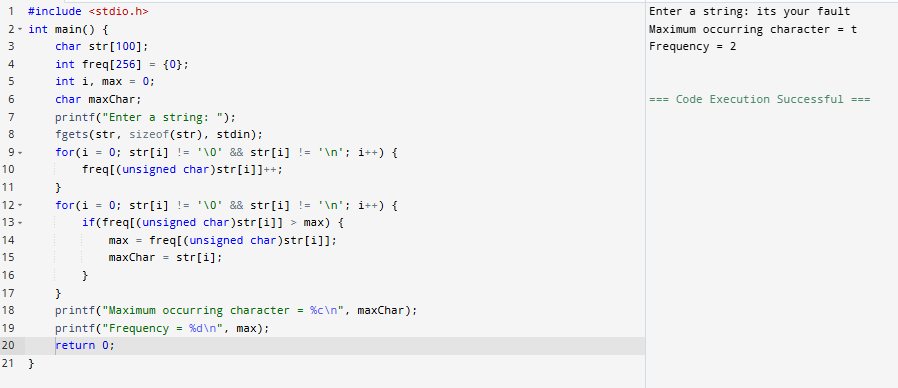 1 #include <stdio.h>
2 int main() {
3     char str[100];
4     int freq[256] = {0};
5     int i, max = 0;
6     char maxChar;
7     printf("Enter a string: ");
8     fgets(str, sizeof(str), stdin);
9     for(i = 0; str[i] != '\0' && str[i] != '\n'; i++) {
10         freq[(unsigned char)str[i]]++;
11     }
12     for(i = 0; str[i] != '\0' && str[i] != '\n'; i++) {
13         if(freq[(unsigned char)str[i]] > max) {
14             max = freq[(unsigned char)str[i]];
15             maxChar = str[i];
16         }
17     }
18     printf("Maximum occurring character = %c\n", maxChar);
19     printf("Frequency = %d\n", max);
20     return 0;
21 }
Enter a string: its your fault
Maximum occurring character = t
Frequency = 2
=== Code Execution Successful ===